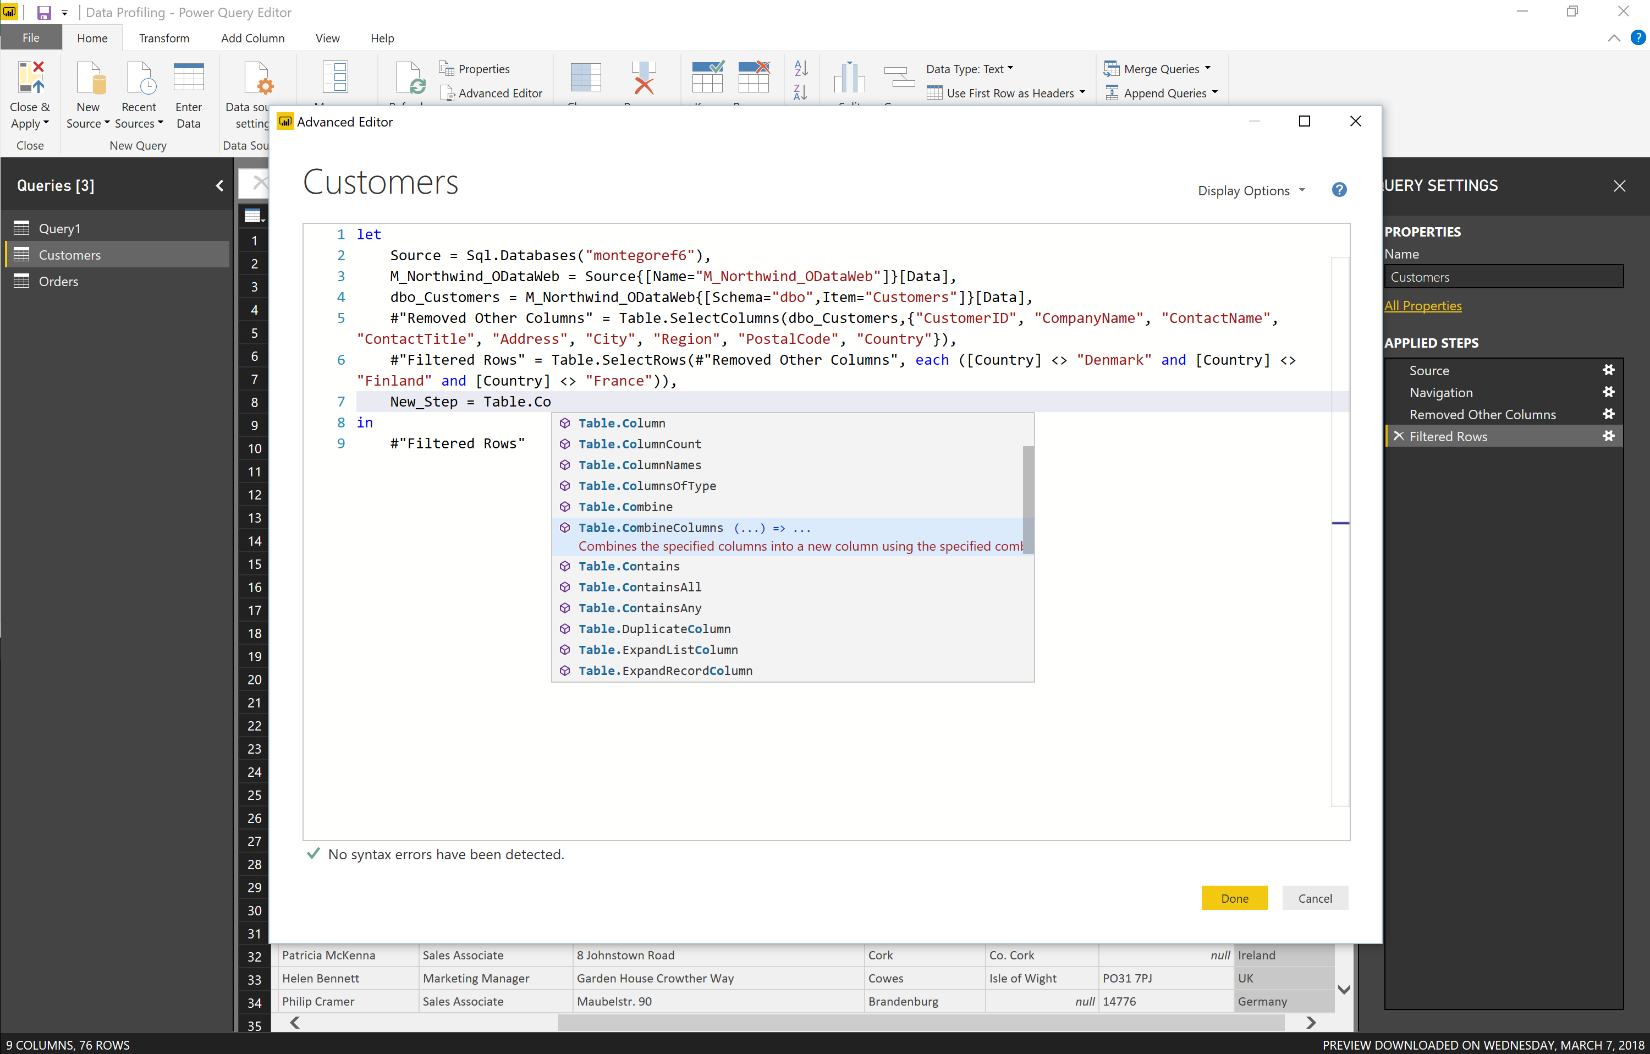 Data Profiling - Power Query Editor
File Home Transform Add Column View Help
Close & Apply
New Source
Recent Sources
Enter Data
Properties
Advanced Editor
Data Type: Text
Use First Row as Headers
Merge Queries
Append Queries
Close
New Query
Data Sou
Data sou
setting
Advanced Editor
Queries [3]
Query1
Customers
Orders
Customers
Display Options
1 let
2 Source = Sql.Databases("montegoref6"),
3 M_Northwind_ODataWeb = Source{[Name="M_Northwind_ODataWeb"]}[Data],
4 dbo_Customers = M_Northwind_ODataWeb{[Schema="dbo",Item="Customers"]}[Data],
5 #"Removed Other Columns" = Table.SelectColumns(dbo_Customers,{"CustomerID", "CompanyName", "ContactName",
"ContactTitle", "Address", "City", "Region", "PostalCode", "Country"}),
6 #"Filtered Rows" = Table.SelectRows(#"Removed Other Columns", each ([Country] <> "Denmark" and [Country] <>
"Finland" and [Country] <> "France")),
7 New_Step = Table.Co
8 in
9 #"Filtered Rows"
Table.Column
Table.ColumnCount
Table.ColumnNames
Table.ColumnsOfType
Table.Combine
Table.CombineColumns (...) => ...
Combines the specified columns into a new column using the specified comb
Table.Contains
Table.ContainsAll
Table.ContainsAny
Table.DuplicateColumn
Table.ExpandListColumn
Table.ExpandRecordColumn
No syntax errors have been detected.
Done
Cancel
1
2
3
4
5
6
7
8
9
10
11
12
13
14
15
16
17
18
19
20
21
22
23
24
25
26
27
28
29
30
31
32 Patricia McKenna Sales Associate 8 Johnstown Road Cork Co. Cork null Ireland
33 Helen Bennett Marketing Manager Garden House Crowther Way Cowes Isle of Wight PO31 7PJ UK
34 Philip Cramer Sales Associate Maubelstr. 90 Brandenburg null 14776 Germany
35
UERY SETTINGS
PROPERTIES
Name
Customers
All Properties
APPLIED STEPS
Source
Navigation
Removed Other Columns
Filtered Rows
9 COLUMNS, 76 ROWS
PREVIEW DOWNLOADED ON WEDNESDAY, MARCH 7, 2018